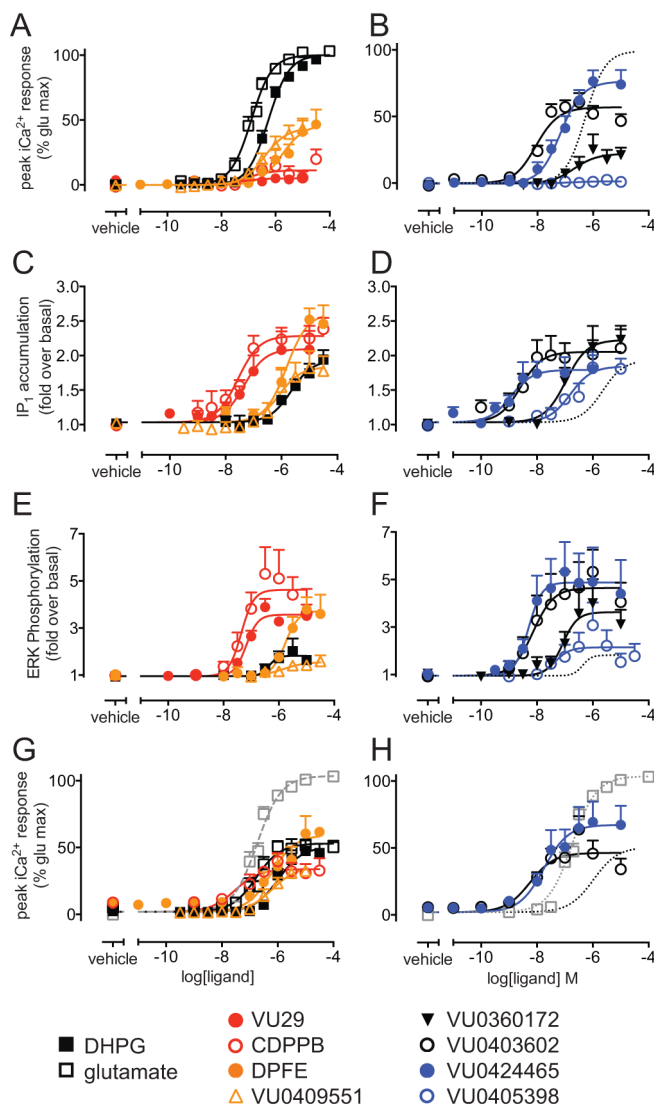 A
B
peak iCa2+ response
(% glu max)
100
50
0
100
50
0
vehicle -10 -8 -6 -4
vehicle -10 -8 -6 -4
C
D
IP1 accumulation
(fold over basal)
3.0
2.5
2.0
1.5
1.0
3.0
2.5
2.0
1.5
1.0
vehicle -10 -8 -6 -4
vehicle -10 -8 -6 -4
E
F
ERK Phosphorylation
(fold over basal)
7
5
3
1
7
5
3
1
vehicle -10 -8 -6 -4
vehicle -10 -8 -6 -4
G
H
peak iCa2+ response
(% glu max)
100
50
0
100
50
0
vehicle -10 -8 -6 -4
log[ligand]
vehicle -10 -8 -6 -4
log[ligand] M
DHPG
glutamate
VU29
CDPPB
DPFE
VU0409551
VU0360172
VU0403602
VU0424465
VU0405398